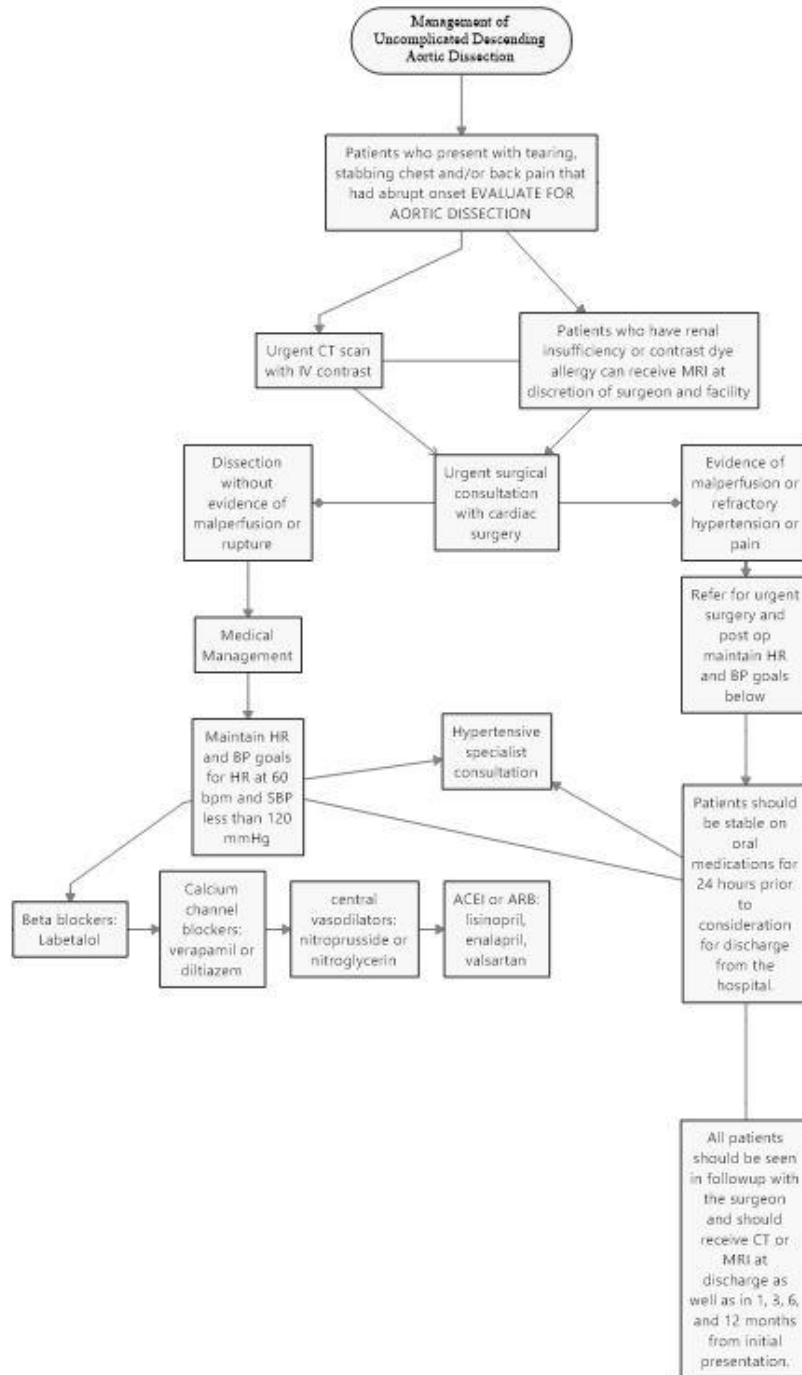 Management of
Uncomplicated Descending
Aortic Dissection
Patients who present with tearing,
stabbing chest and/or back pain that
had abrupt onset EVALUATE FOR
AORTIC DISSECTION
Urgent CT scan
with IV contrast
Patients who have renal
insufficiency or contrast dye
allergy can receive MRI at
discretion of surgeon and facility
Dissection
without
evidence of
malperfusion or
rupture
Urgent surgical
consultation
with cardiac
surgery
Evidence of
malperfusion or
refractory
hypertension or
pain
Medical
Management
Refer for urgent
surgery and
post op
maintain HR
and BP goals
below
Maintain HR
and BP goals
for HR at 60
bpm and SBP
less than 120
mmHg
Hypertensive
specialist
consultation
Patients should
be stable on
oral
medications for
24 hours prior
to
consideration
for discharge
from the
hospital.
Beta blockers:
Labetalol
Calcium
channel
blockers:
verapamil or
diltiazem
central
vasodilators:
nitroprusside or
nitroglycerin
ACEI or ARB:
lisinopril,
enalapril,
valsartan
All patients
should be seen
in followup with
the surgeon
and should
receive CT or
MRI at
discharge as
well as in 1, 3, 6,
and 12 months
from initial
presentation.